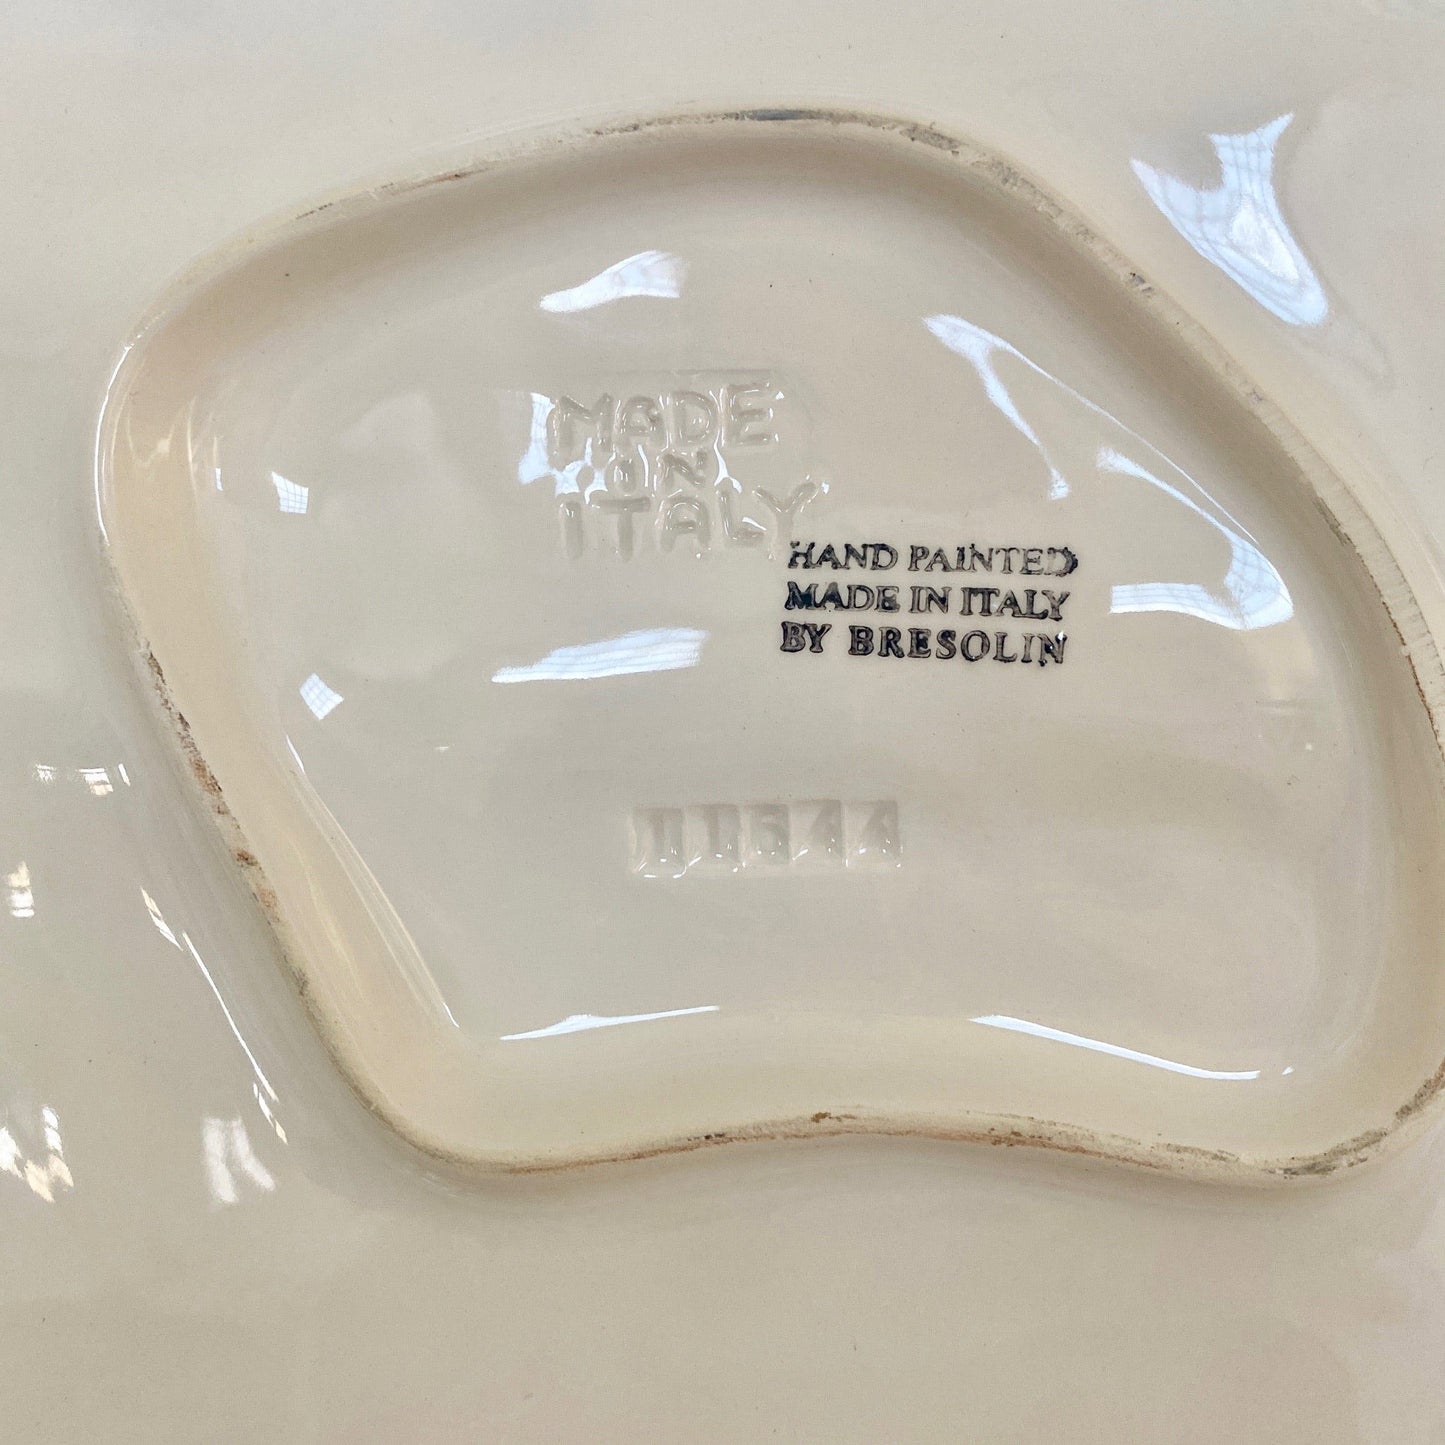 MADE
IN
ITALY
HAND PAINTED
MADE IN ITALY
BY BRESOLIN
11544